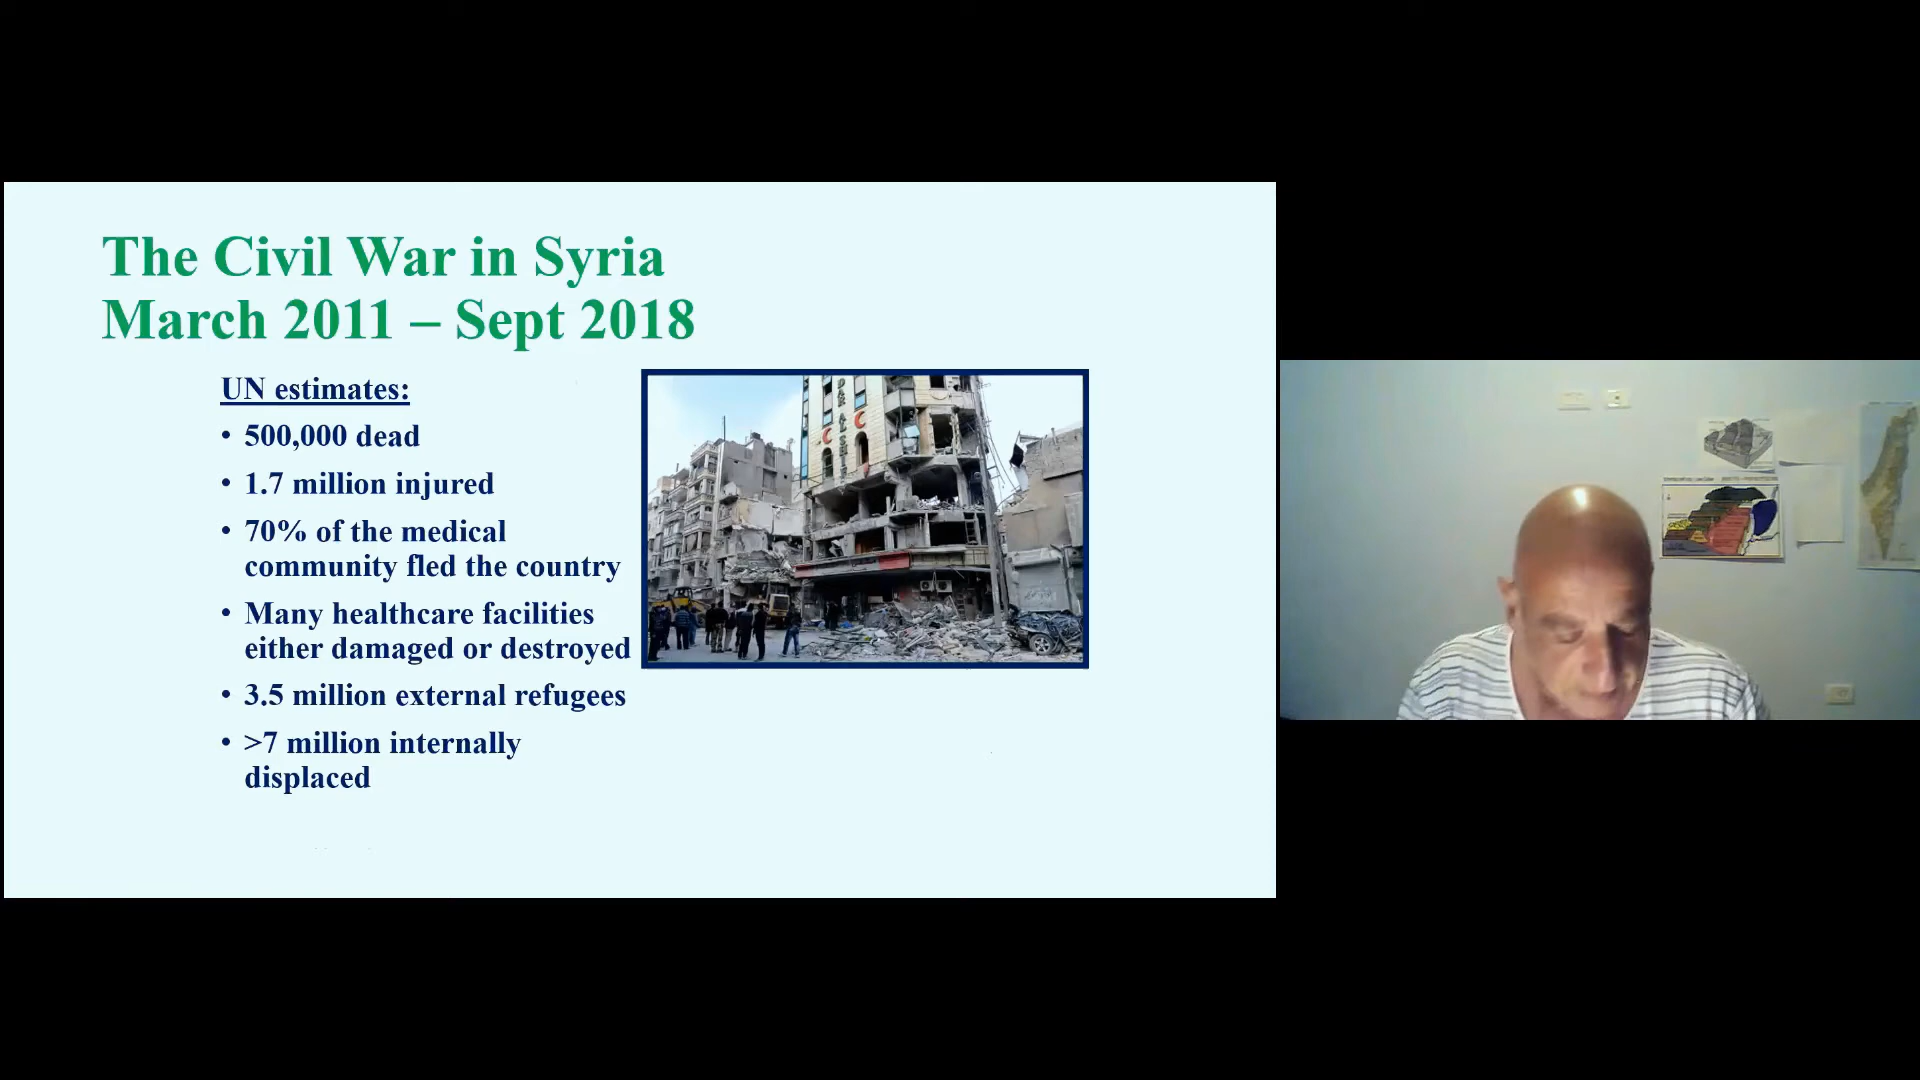 The Civil War in Syria
March 2011 – Sept 2018
UN estimates:
• 500,000 dead
• 1.7 million injured
• 70% of the medical
community fled the country
• Many healthcare facilities
either damaged or destroyed
• 3.5 million external refugees
• >7 million internally
displaced